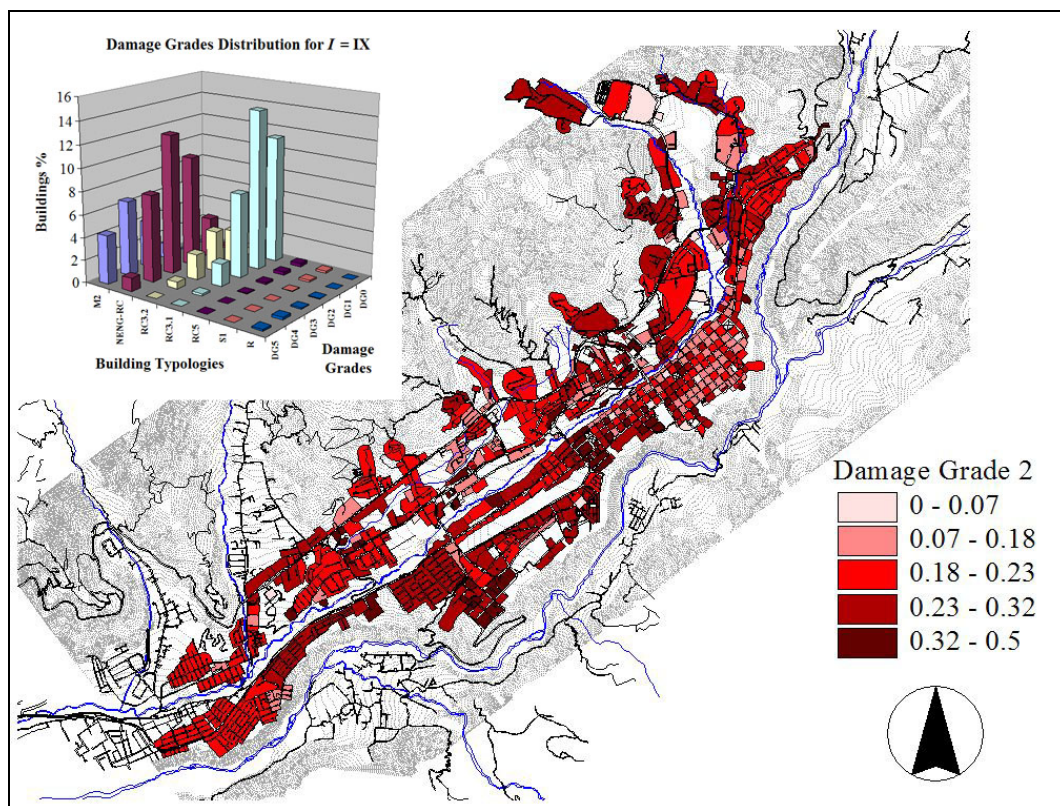 Damage Grades Distribution for I = IX
16
14
12
10
8
6
4
2
0
Buildings %
M2
NENG-RC
RC3.2
RC3.1
RC5
S1
R
DG5
DG4
DG3
DG2
DG1
DG0
Building Typologies
Damage
Grades
Damage Grade 2
0 - 0.07
0.07 - 0.18
0.18 - 0.23
0.23 - 0.32
0.32 - 0.5